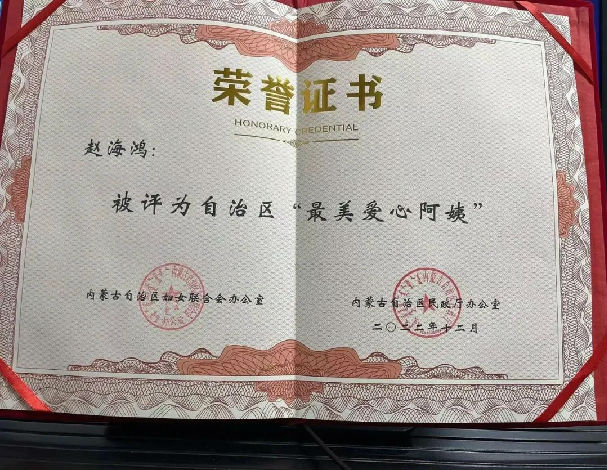 荣誉证书
HONORARY CREDENTIAL
赵海鸿:
被评为自治区“最美爱心阿姨”
内蒙古自治区妇女联合会办公室
内蒙古自治区民政厅办公室
二〇二二年十二月